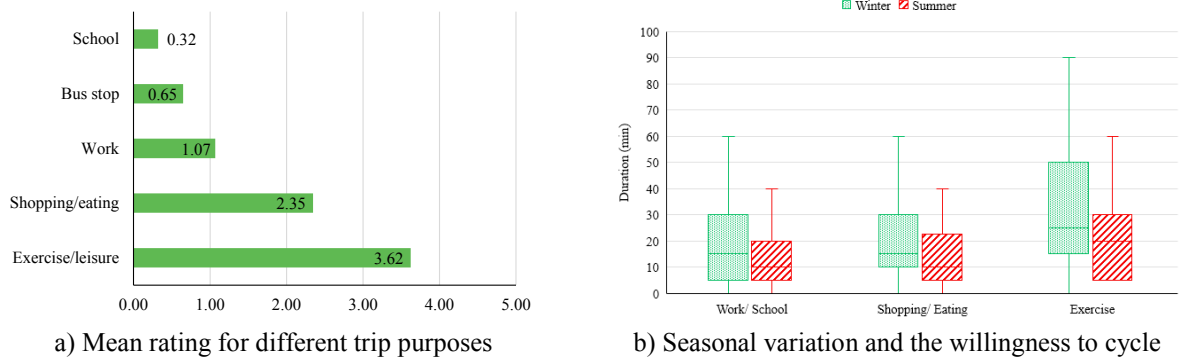 School
0.32
Bus stop
0.65
Work
1.07
Shopping/eating
2.35
Exercise/leisure
3.62
0.00 1.00 2.00 3.00 4.00 5.00
a) Mean rating for different trip purposes
Winter Summer
Duration (min)
100
90
80
70
60
50
40
30
20
10
0
Work/ School Shopping/ Eating Exercise
b) Seasonal variation and the willingness to cycle